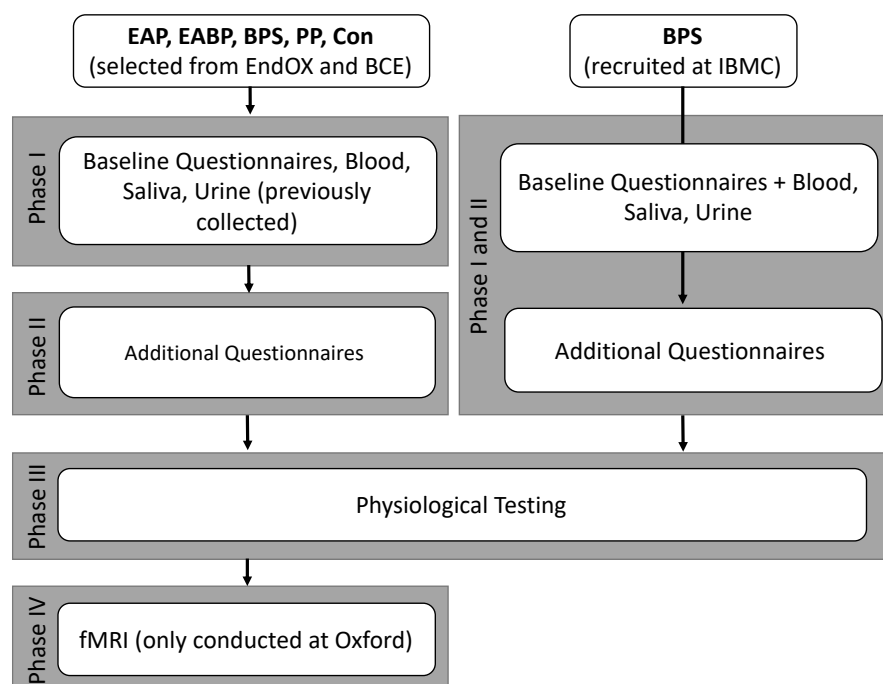 EAP, EABP, BPS, PP, Con
(selected from EndOX and BCE)
BPS
(recruited at IBMC)
Phase I
Baseline Questionnaires, Blood,
Saliva, Urine (previously
collected)
Phase I and II
Baseline Questionnaires + Blood,
Saliva, Urine
Phase II
Additional Questionnaires
Additional Questionnaires
Phase III
Physiological Testing
Phase IV
fMRI (only conducted at Oxford)